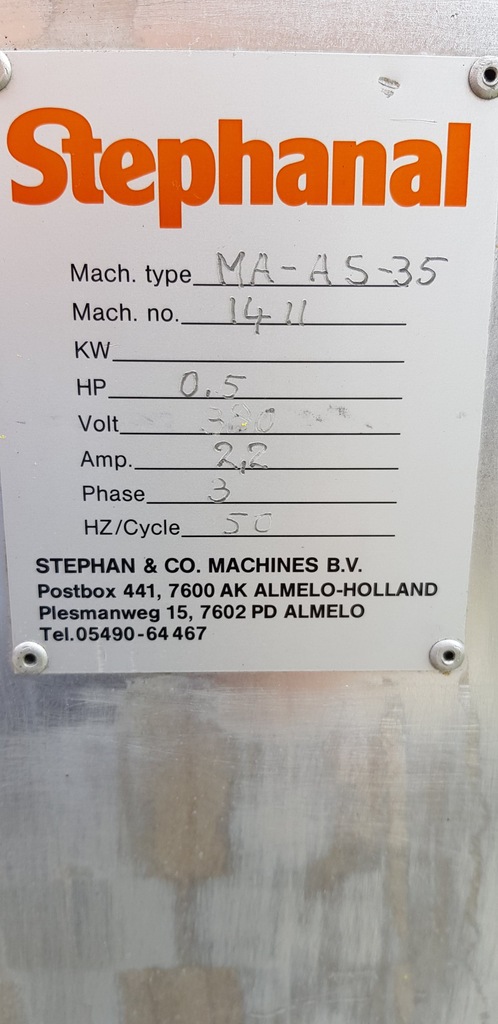 Stephanal
Mach. type MA-AS-35
Mach. no. 1411
KW
HP 0.5
Volt 380
Amp. 2,2
Phase 3
HZ/Cycle 50
STEPHAN & CO. MACHINES B.V.
Postbox 441, 7600 AK ALMELO-HOLLAND
Plesmanweg 15, 7602 PD ALMELO
Tel.05490-64467